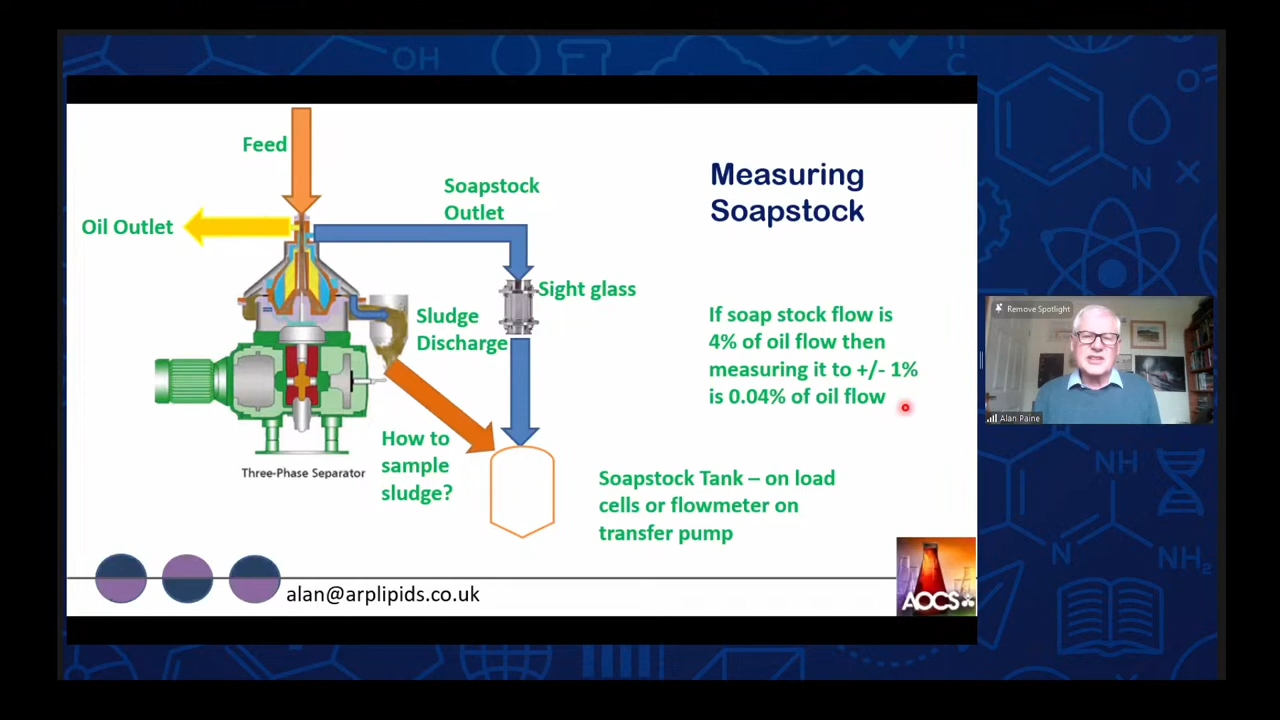 Feed
Oil Outlet
Soapstock
Outlet
Sight glass
Sludge
Discharge
How to
sample
sludge?
Three-Phase Separator
Measuring
Soapstock
If soap stock flow is
4% of oil flow then
measuring it to +/- 1%
is 0.04% of oil flow
Soapstock Tank – on load
cells or flowmeter on
transfer pump
alan@arplipids.co.uk
AOCS
Remove Spotlight
Alan Paine
OH
H
C
N
O
NH
N
NH₂